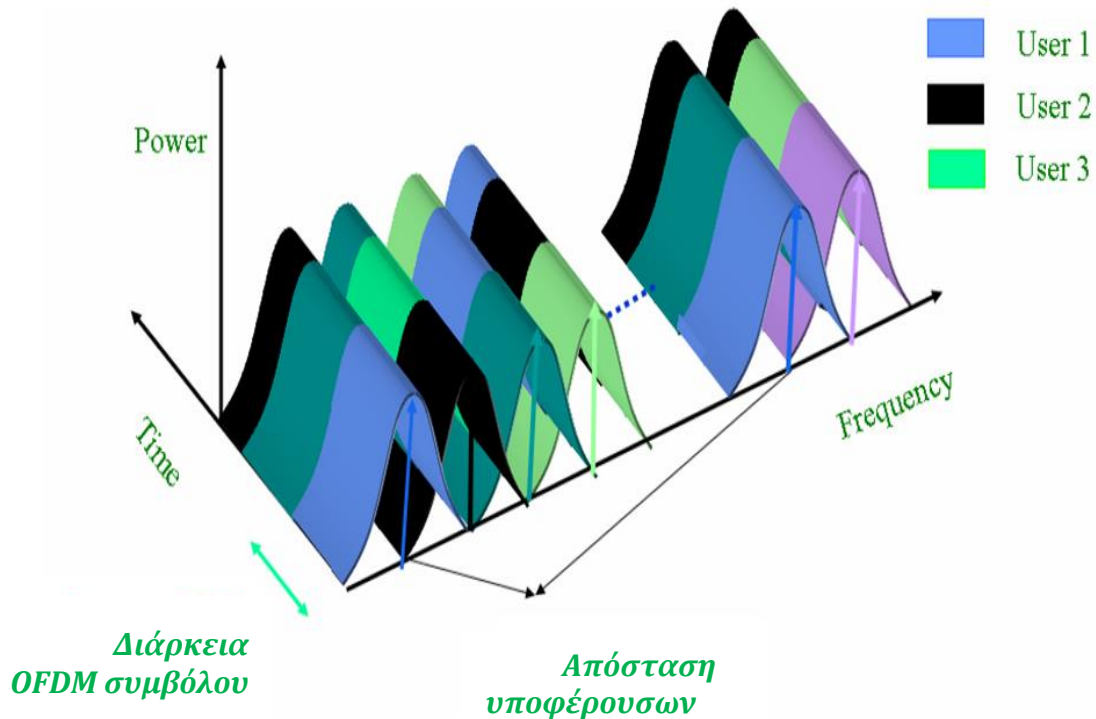 Power
User 1
User 2
User 3
Time
Frequency
Διάρκεια
OFDM συμβόλου
Απόσταση
υποφέρουσων